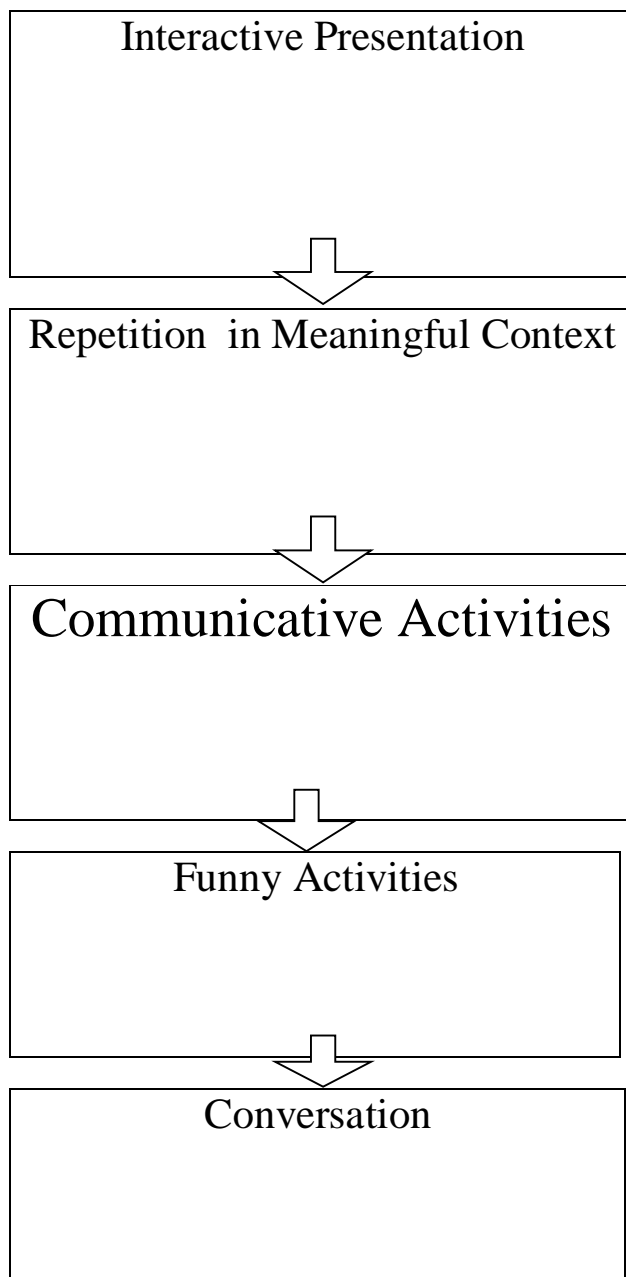 Interactive Presentation
Repetition in Meaningful Context
Communicative Activities
Funny Activities
Conversation